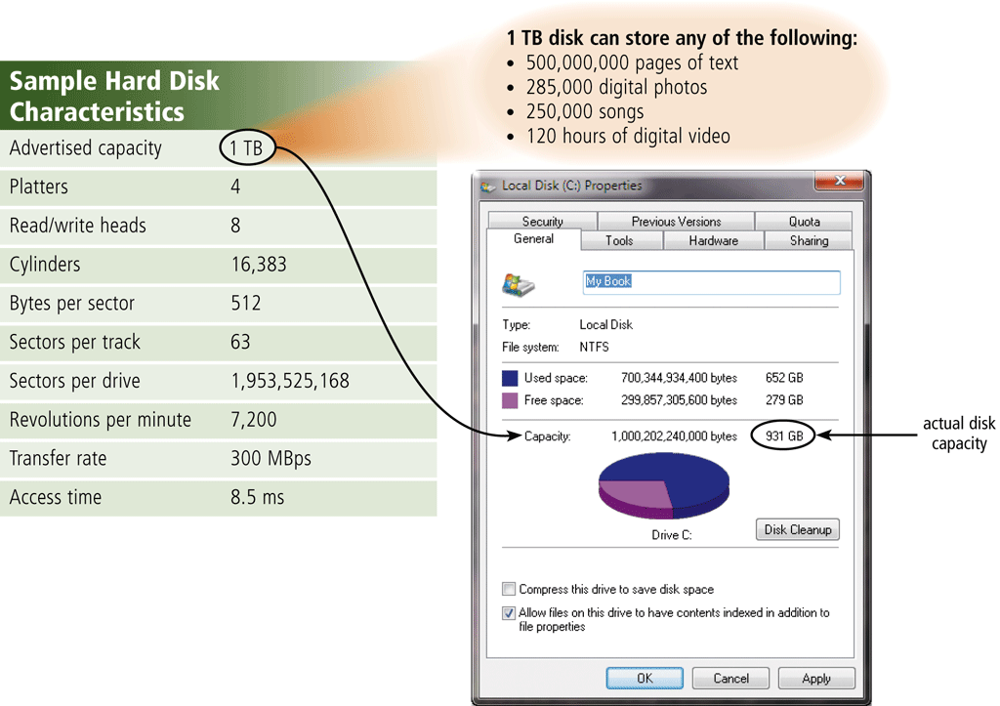 1 TB disk can store any of the following:
• 500,000,000 pages of text
• 285,000 digital photos
• 250,000 songs
• 120 hours of digital video
Sample Hard Disk
Characteristics
Advertised capacity 1 TB
Platters 4
Read/write heads 8
Cylinders 16,383
Bytes per sector 512
Sectors per track 63
Sectors per drive 1,953,525,168
Revolutions per minute 7,200
Transfer rate 300 MBps
Access time 8.5 ms
Local Disk (C:) Properties
Security Previous Versions Quota
General Tools Hardware Sharing
My Book
Type: Local Disk
File system: NTFS
Used space: 700,344,934,400 bytes 652 GB
Free space: 299,857,305,600 bytes 279 GB
Capacity: 1,000,202,240,000 bytes 931 GB
Drive C:
Disk Cleanup
Compress this drive to save disk space
Allow files on this drive to have contents indexed in addition to
file properties
OK Cancel Apply
actual disk
capacity